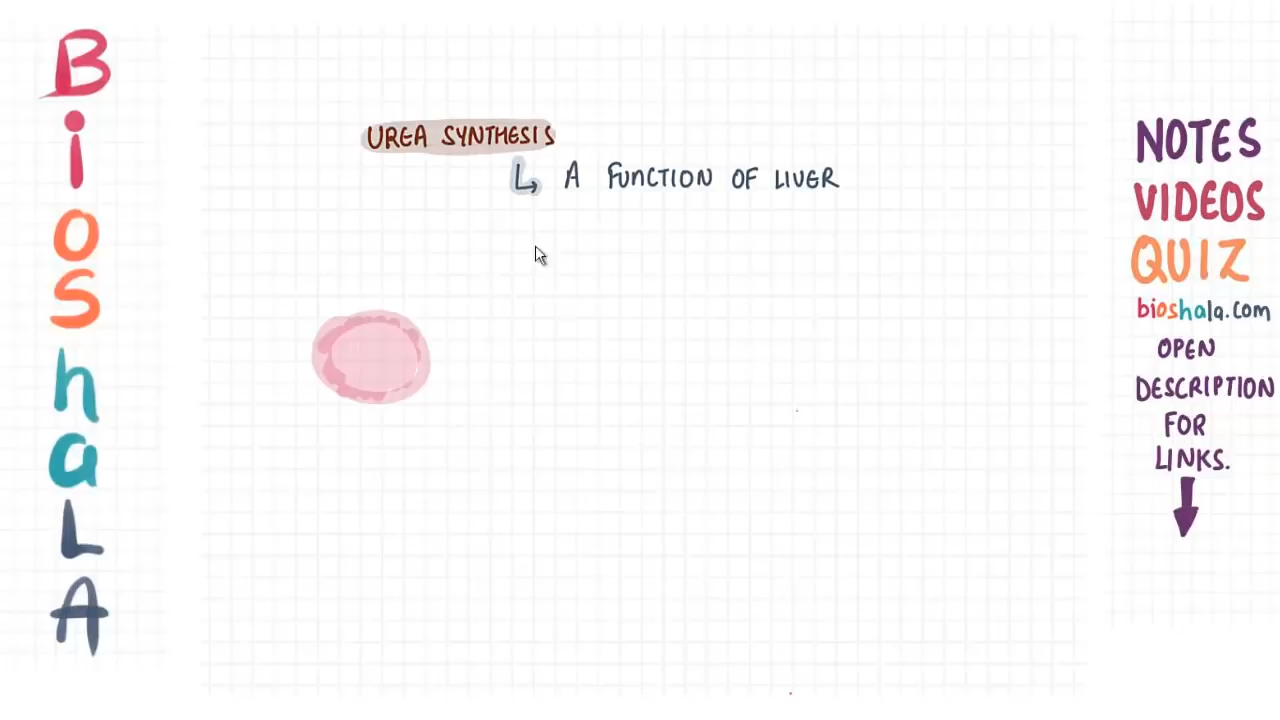 BioShaLA
UREA SYNTHESIS
↳ A FUNCTION OF LIVER
NOTES
VIDEOS
QUIZ
bioshala.com
OPEN
DESCRIPTION
FOR
LINKS.